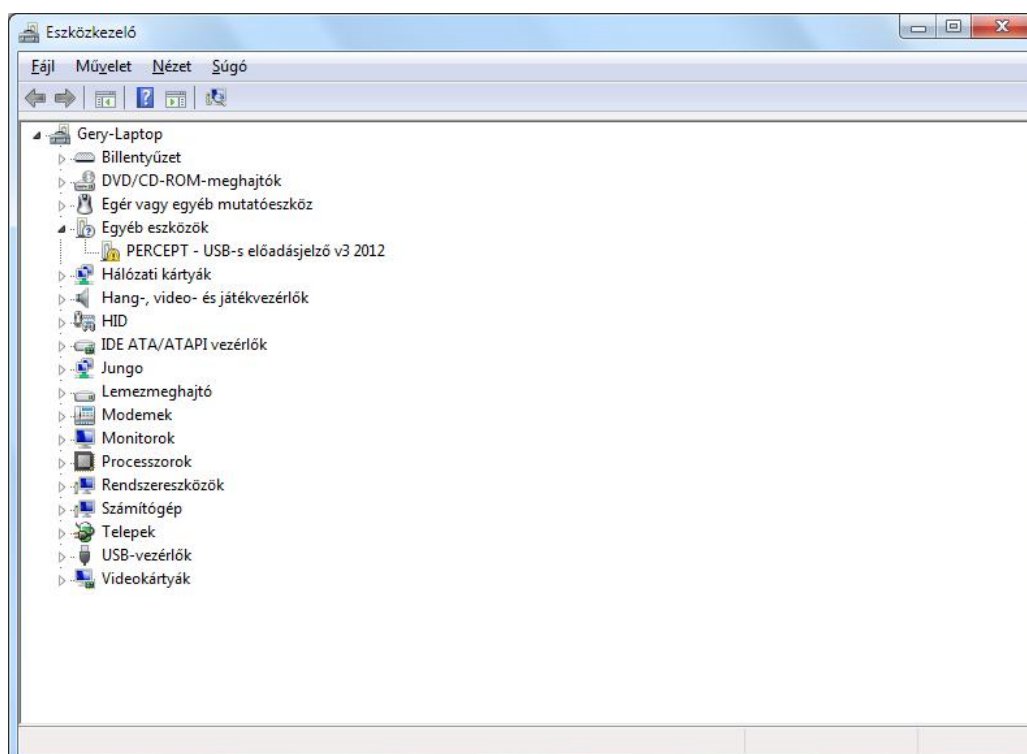 Eszközkezelő
Fájl Művelet Nézet Súgó
Gery-Laptop
Billentyűzet
DVD/CD-ROM-meghajtók
Egér vagy egyéb mutatóeszköz
Egyéb eszközök
PERCEPT - USB-s előadásjelző v3 2012
Hálózati kártyák
Hang-, video- és játékvezérlők
HID
IDE ATA/ATAPI vezérlők
Jungo
Lemezmeghajtó
Modemek
Monitorok
Processzorok
Rendszereszközök
Számítógép
Telepek
USB-vezérlők
Videokártyák